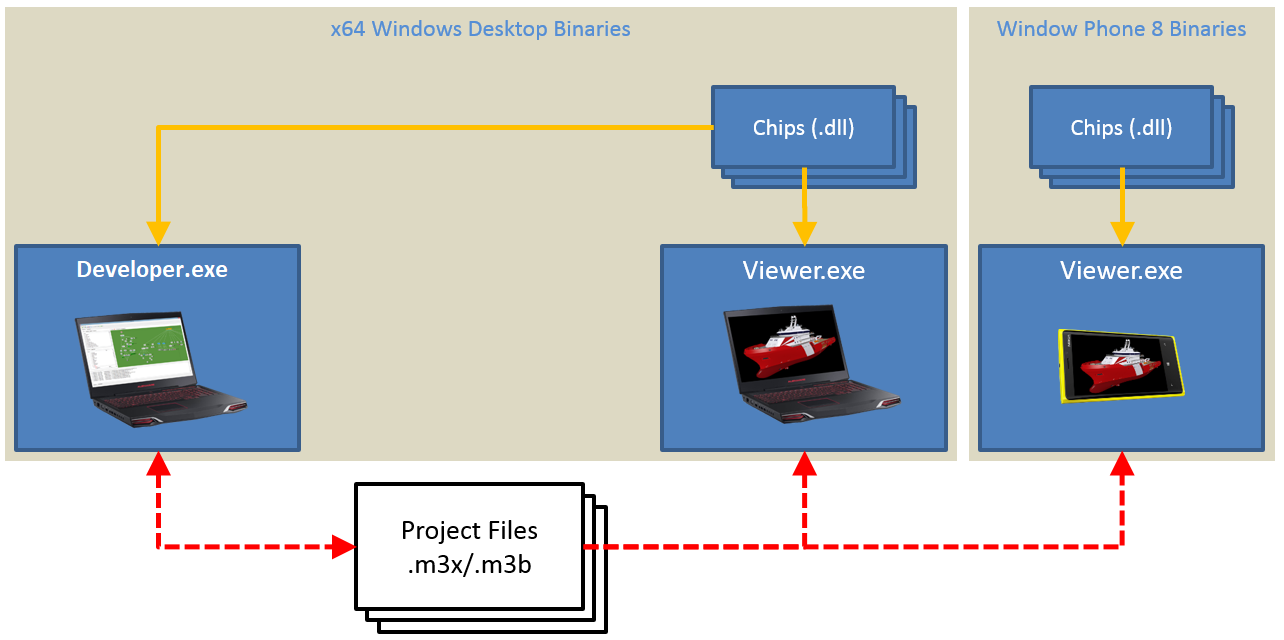 x64 Windows Desktop Binaries
Window Phone 8 Binaries
Chips (.dll)
Chips (.dll)
Developer.exe
Viewer.exe
Viewer.exe
Project Files
.m3x/.m3b